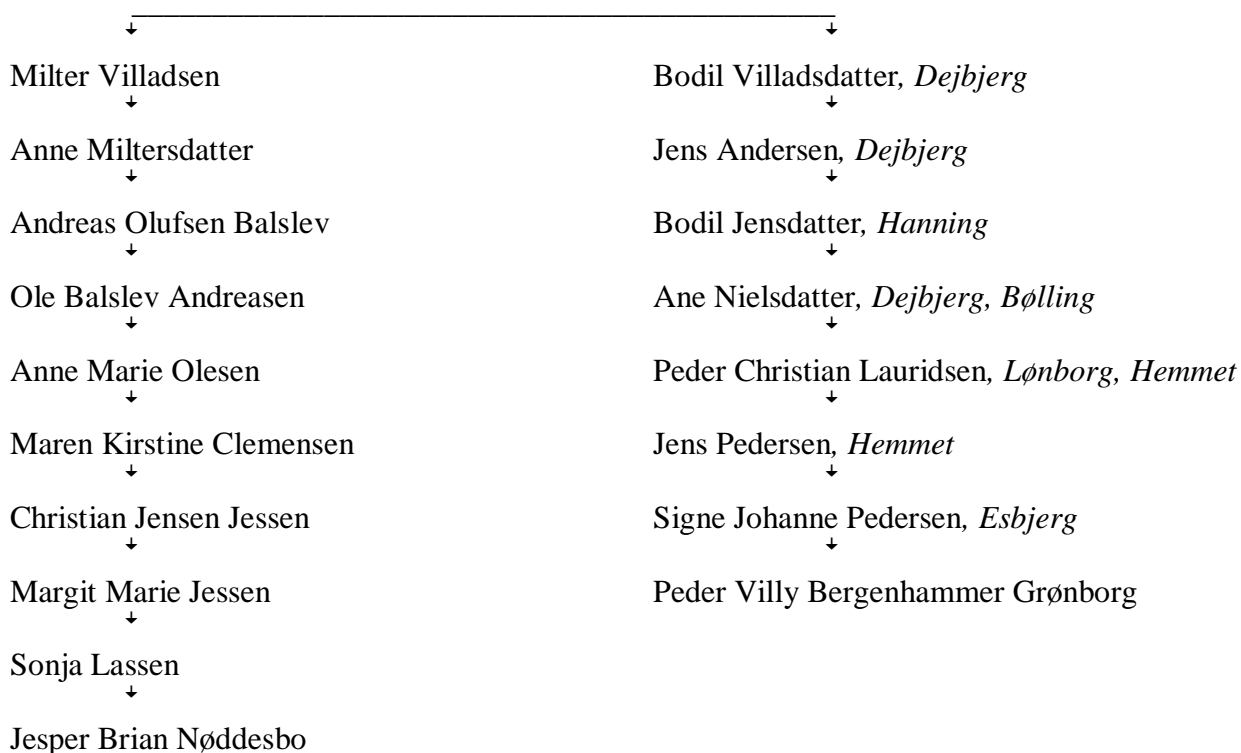 Milter Villadsen Bodil Villadsdatter, Dejbjerg
Anne Miltersdatter Jens Andersen, Dejbjerg
Andreas Olufsen Balslev Bodil Jensdatter, Hanning
Ole Balslev Andreasen Ane Nielsdatter, Dejbjerg, Bølling
Anne Marie Olesen Peder Christian Lauridsen, Lønborg, Hemmet
Maren Kirstine Clemensen Jens Pedersen, Hemmet
Christian Jensen Jessen Signe Johanne Pedersen, Esbjerg
Margit Marie Jessen Peder Villy Bergenhammer Grønborg
Sonja Lassen
Jesper Brian Nøddesbo